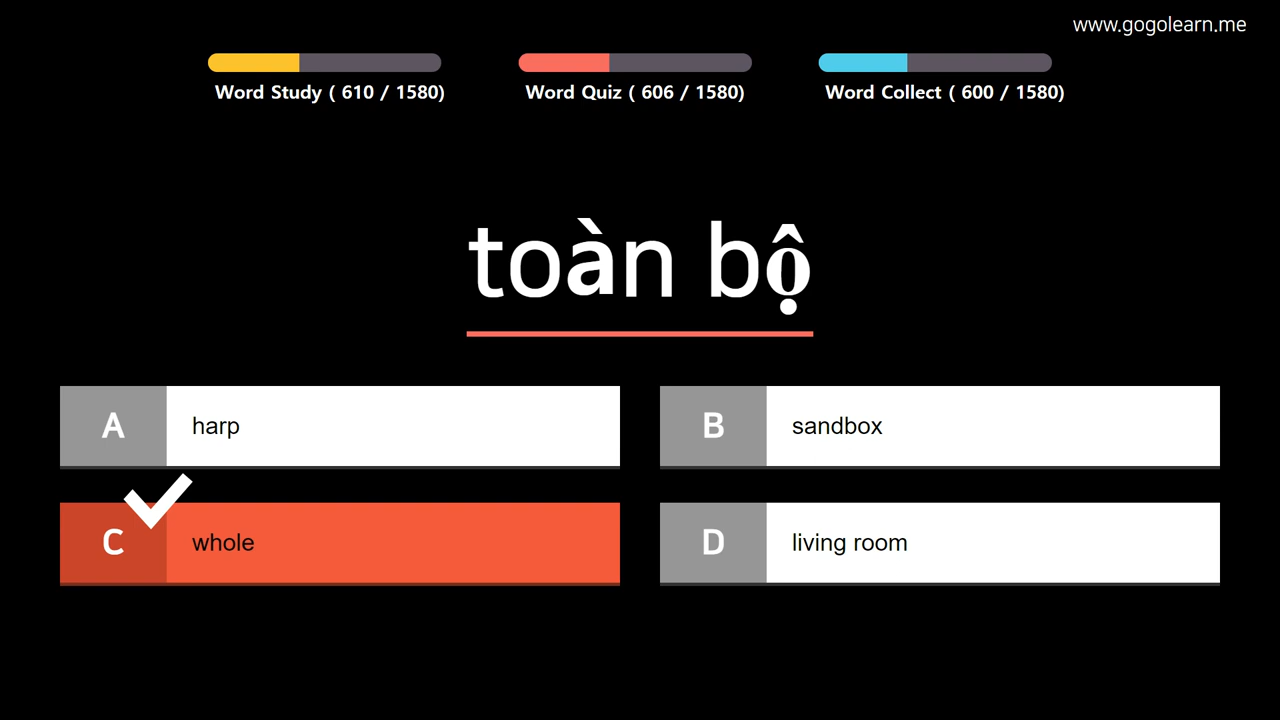 www.gogolearn.me
Word Study ( 610 / 1580)
Word Quiz ( 606 / 1580)
Word Collect ( 600 / 1580)
toàn bộ
A harp
B sandbox
C whole
D living room